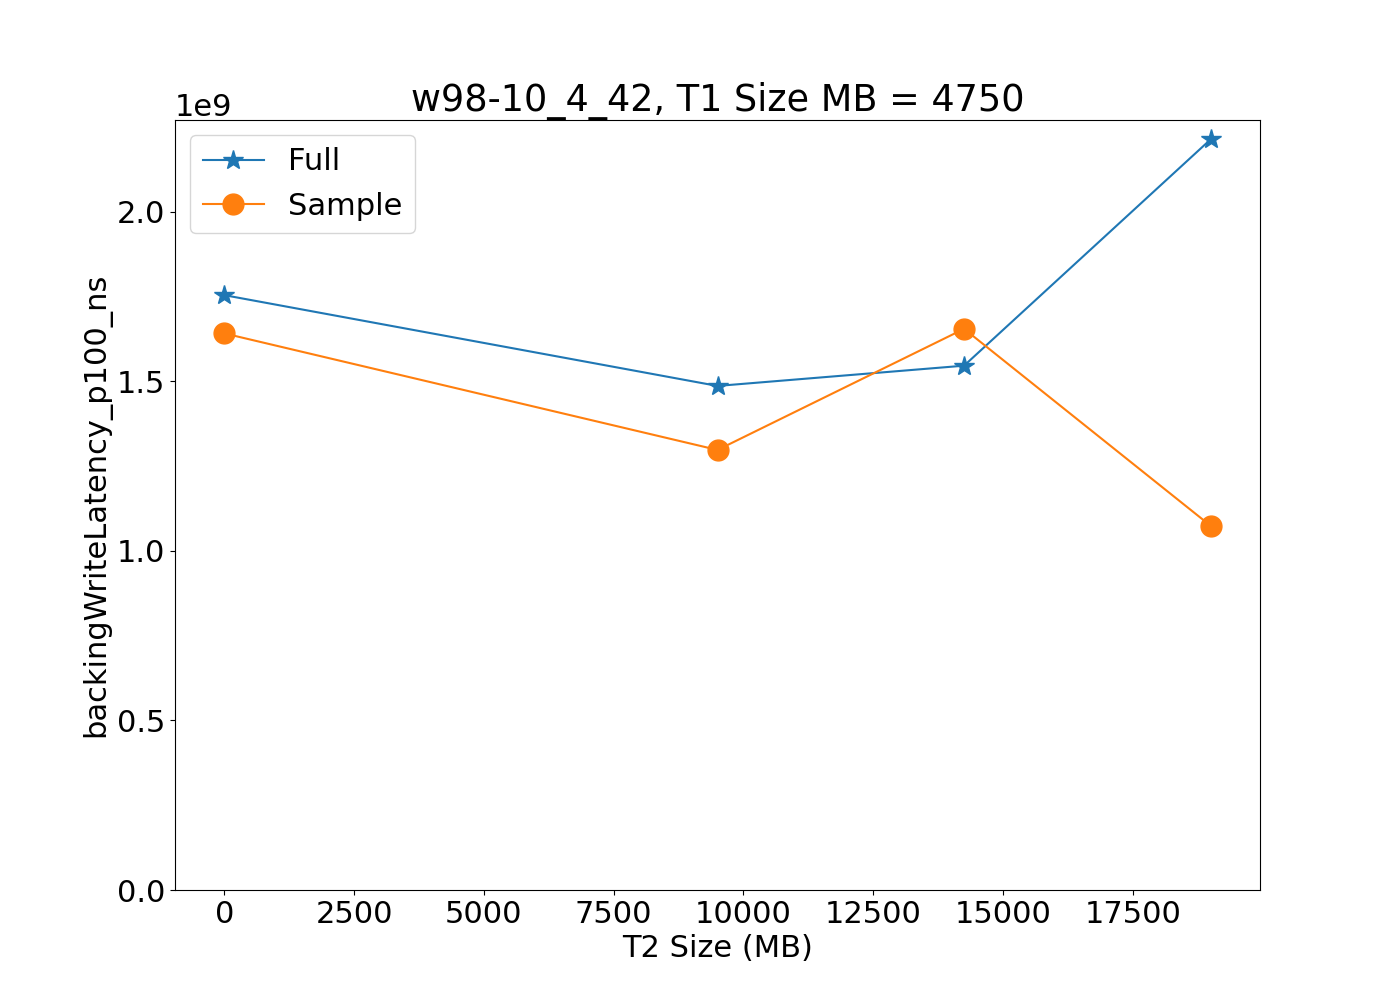 w98-10_4_42, T1 Size MB = 4750
1e9
Full
Sample
2.0
1.5
1.0
0.5
0.0
backingWriteLatency_p100_ns
0 2500 5000 7500 10000 12500 15000 17500
T2 Size (MB)